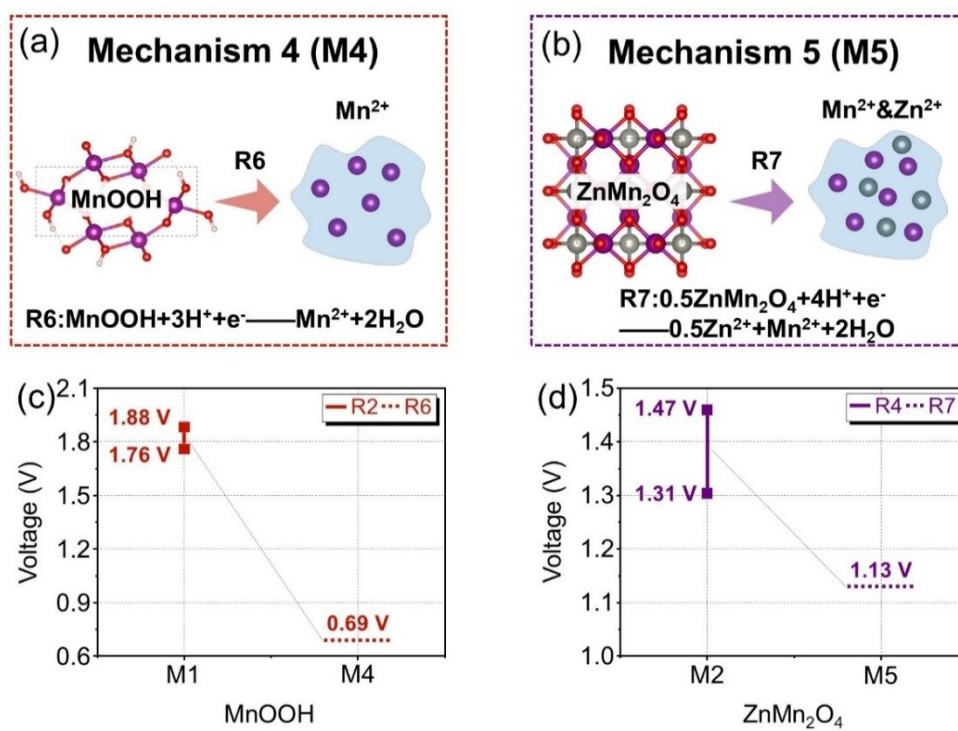 (a) Mechanism 4 (M4)
Mn²⁺
R6
MnOOH
R6:MnOOH+3H⁺+e⁻——Mn²⁺+2H₂O
(b) Mechanism 5 (M5)
Mn²⁺&Zn²⁺
R7
ZnMn₂O₄
R7:0.5ZnMn₂O₄+4H⁺+e⁻
——0.5Zn²⁺+Mn²⁺+2H₂O
(c)
Voltage (V)
2.1
1.8
1.5
1.2
0.9
0.6
R2 R6
1.88 V
1.76 V
0.69 V
M1 M4
MnOOH
(d)
Voltage (V)
1.5
1.4
1.3
1.2
1.1
1.0
R4 R7
1.47 V
1.31 V
1.13 V
M2 M5
ZnMn₂O₄